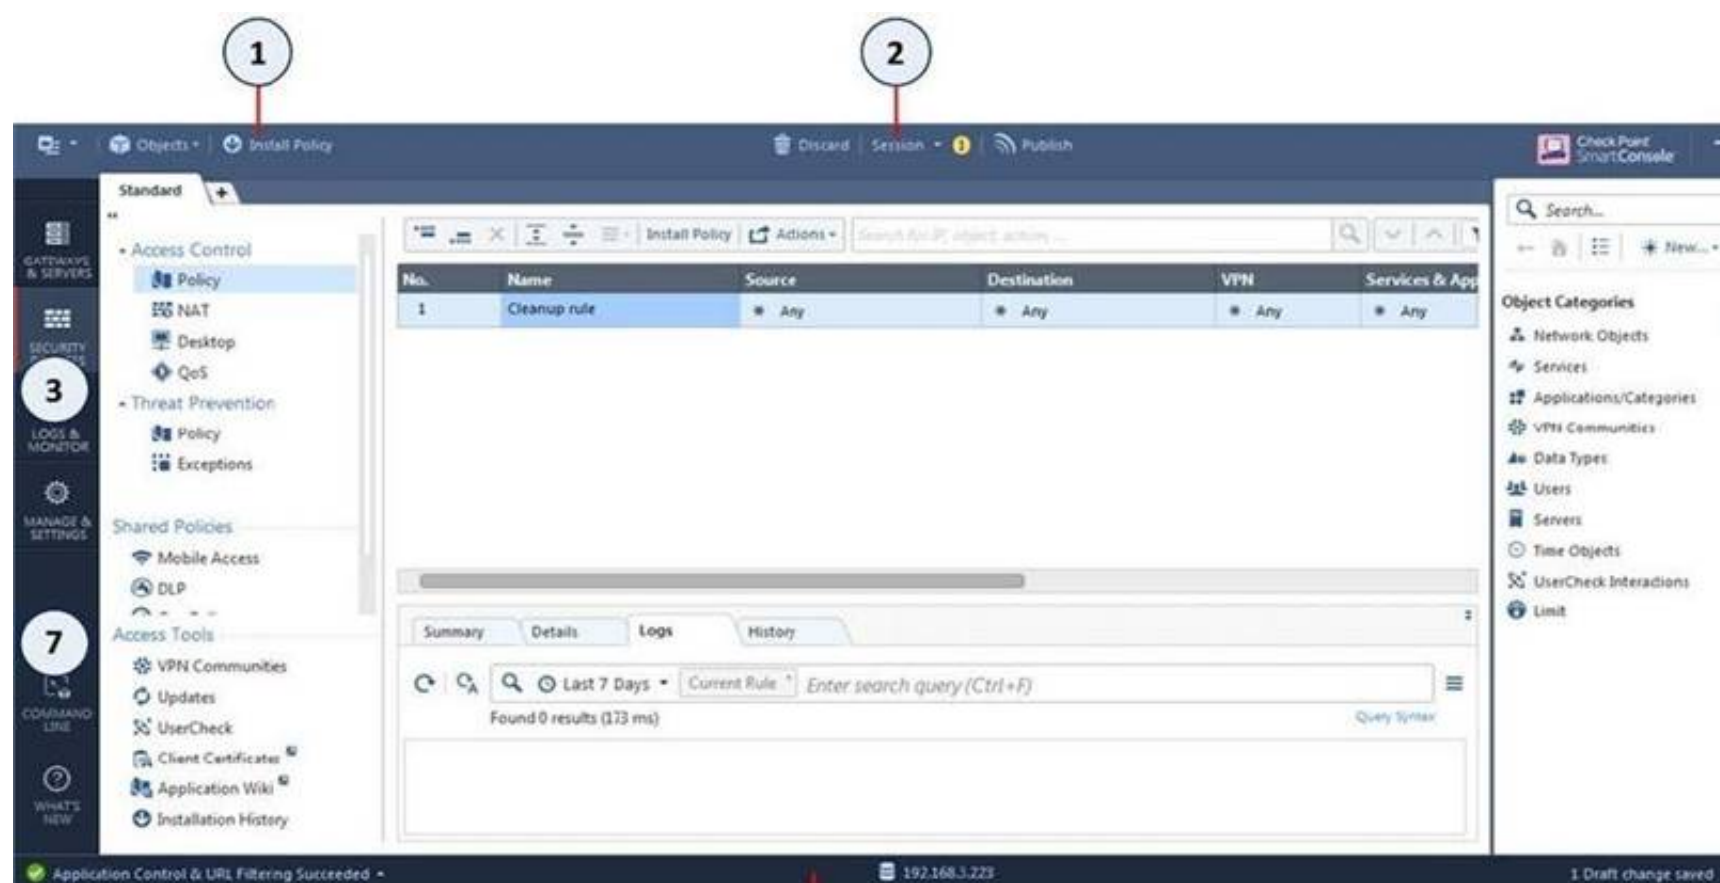 1
2
Objects
Install Policy
Discard
Session
1
Publish
Check Point
SmartConsole
Standard
+
GATEWAYS
& SERVERS
SECURITY
3
LOGS &
MONITOR
MANAGE &
SETTINGS
7
COMMAND
LINE
WHAT'S
NEW
Access Control
Policy
NAT
Desktop
QoS
Threat Prevention
Policy
Exceptions
Shared Policies
Mobile Access
DLP
Access Tools
VPN Communities
Updates
UserCheck
Client Certificates
Application Wiki
Installation History
Install Policy
Actions
Search for IP, object, action, ...
No. Name Source Destination VPN Services & App
1 Cleanup rule * Any * Any * Any * Any
Summary Details Logs History
Last 7 Days
Current Rule
Enter search query (Ctrl+F)
Found 0 results (173 ms)
Query Syntax
Search...
New...
Object Categories
Network Objects
Services
Applications/Categories
VPN Communities
Data Types
Users
Servers
Time Objects
UserCheck Interactions
Limit
Application Control & URL Filtering Succeeded
192.168.3.223
1 Draft change saved